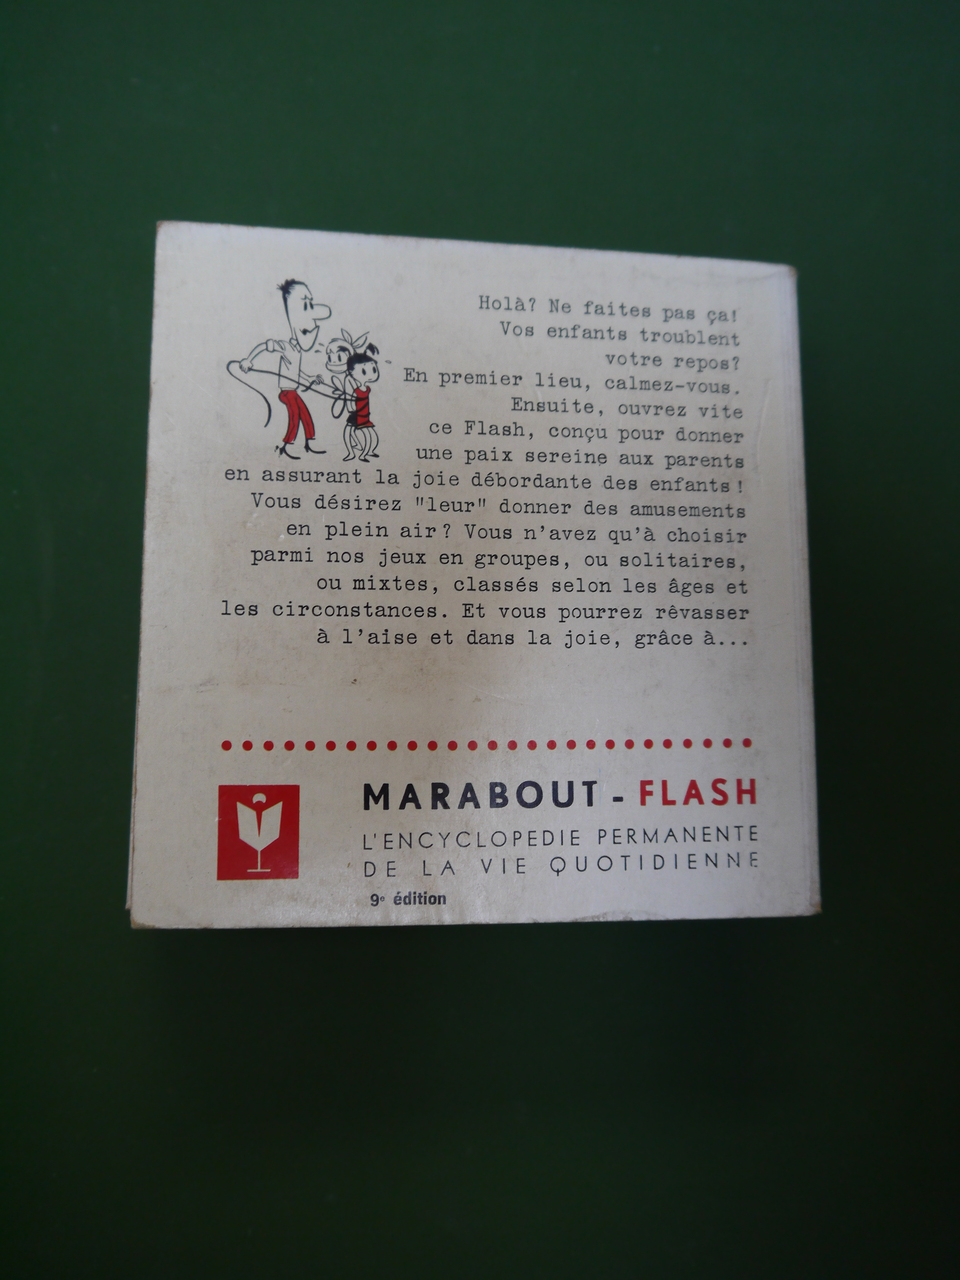 Holà? Ne faites pas ça!
Vos enfants troublent
votre repos?
En premier lieu, calmez-vous.
Ensuite, ouvrez vite
ce Flash, conçu pour donner
une paix sereine aux parents
en assurant la joie débordante des enfants!
Vous désirez "leur" donner des amusements
en plein air? Vous n'avez qu'à choisir
parmi nos jeux en groupes, ou solitaires,
ou mixtes, classés selon les âges et
les circonstances. Et vous pourrez rêvasser
à l'aise et dans la joie, grâce à...
MARABOUT - FLASH
L'ENCYCLOPEDIE PERMANENTE
DE LA VIE QUOTIDIENNE
9e édition